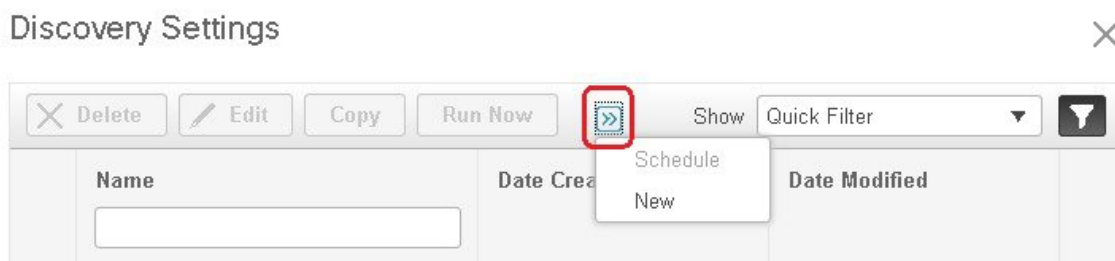 Discovery Settings
Delete Edit Copy Run Now Show Quick Filter
Schedule
New
Name Date Crea Date Modified